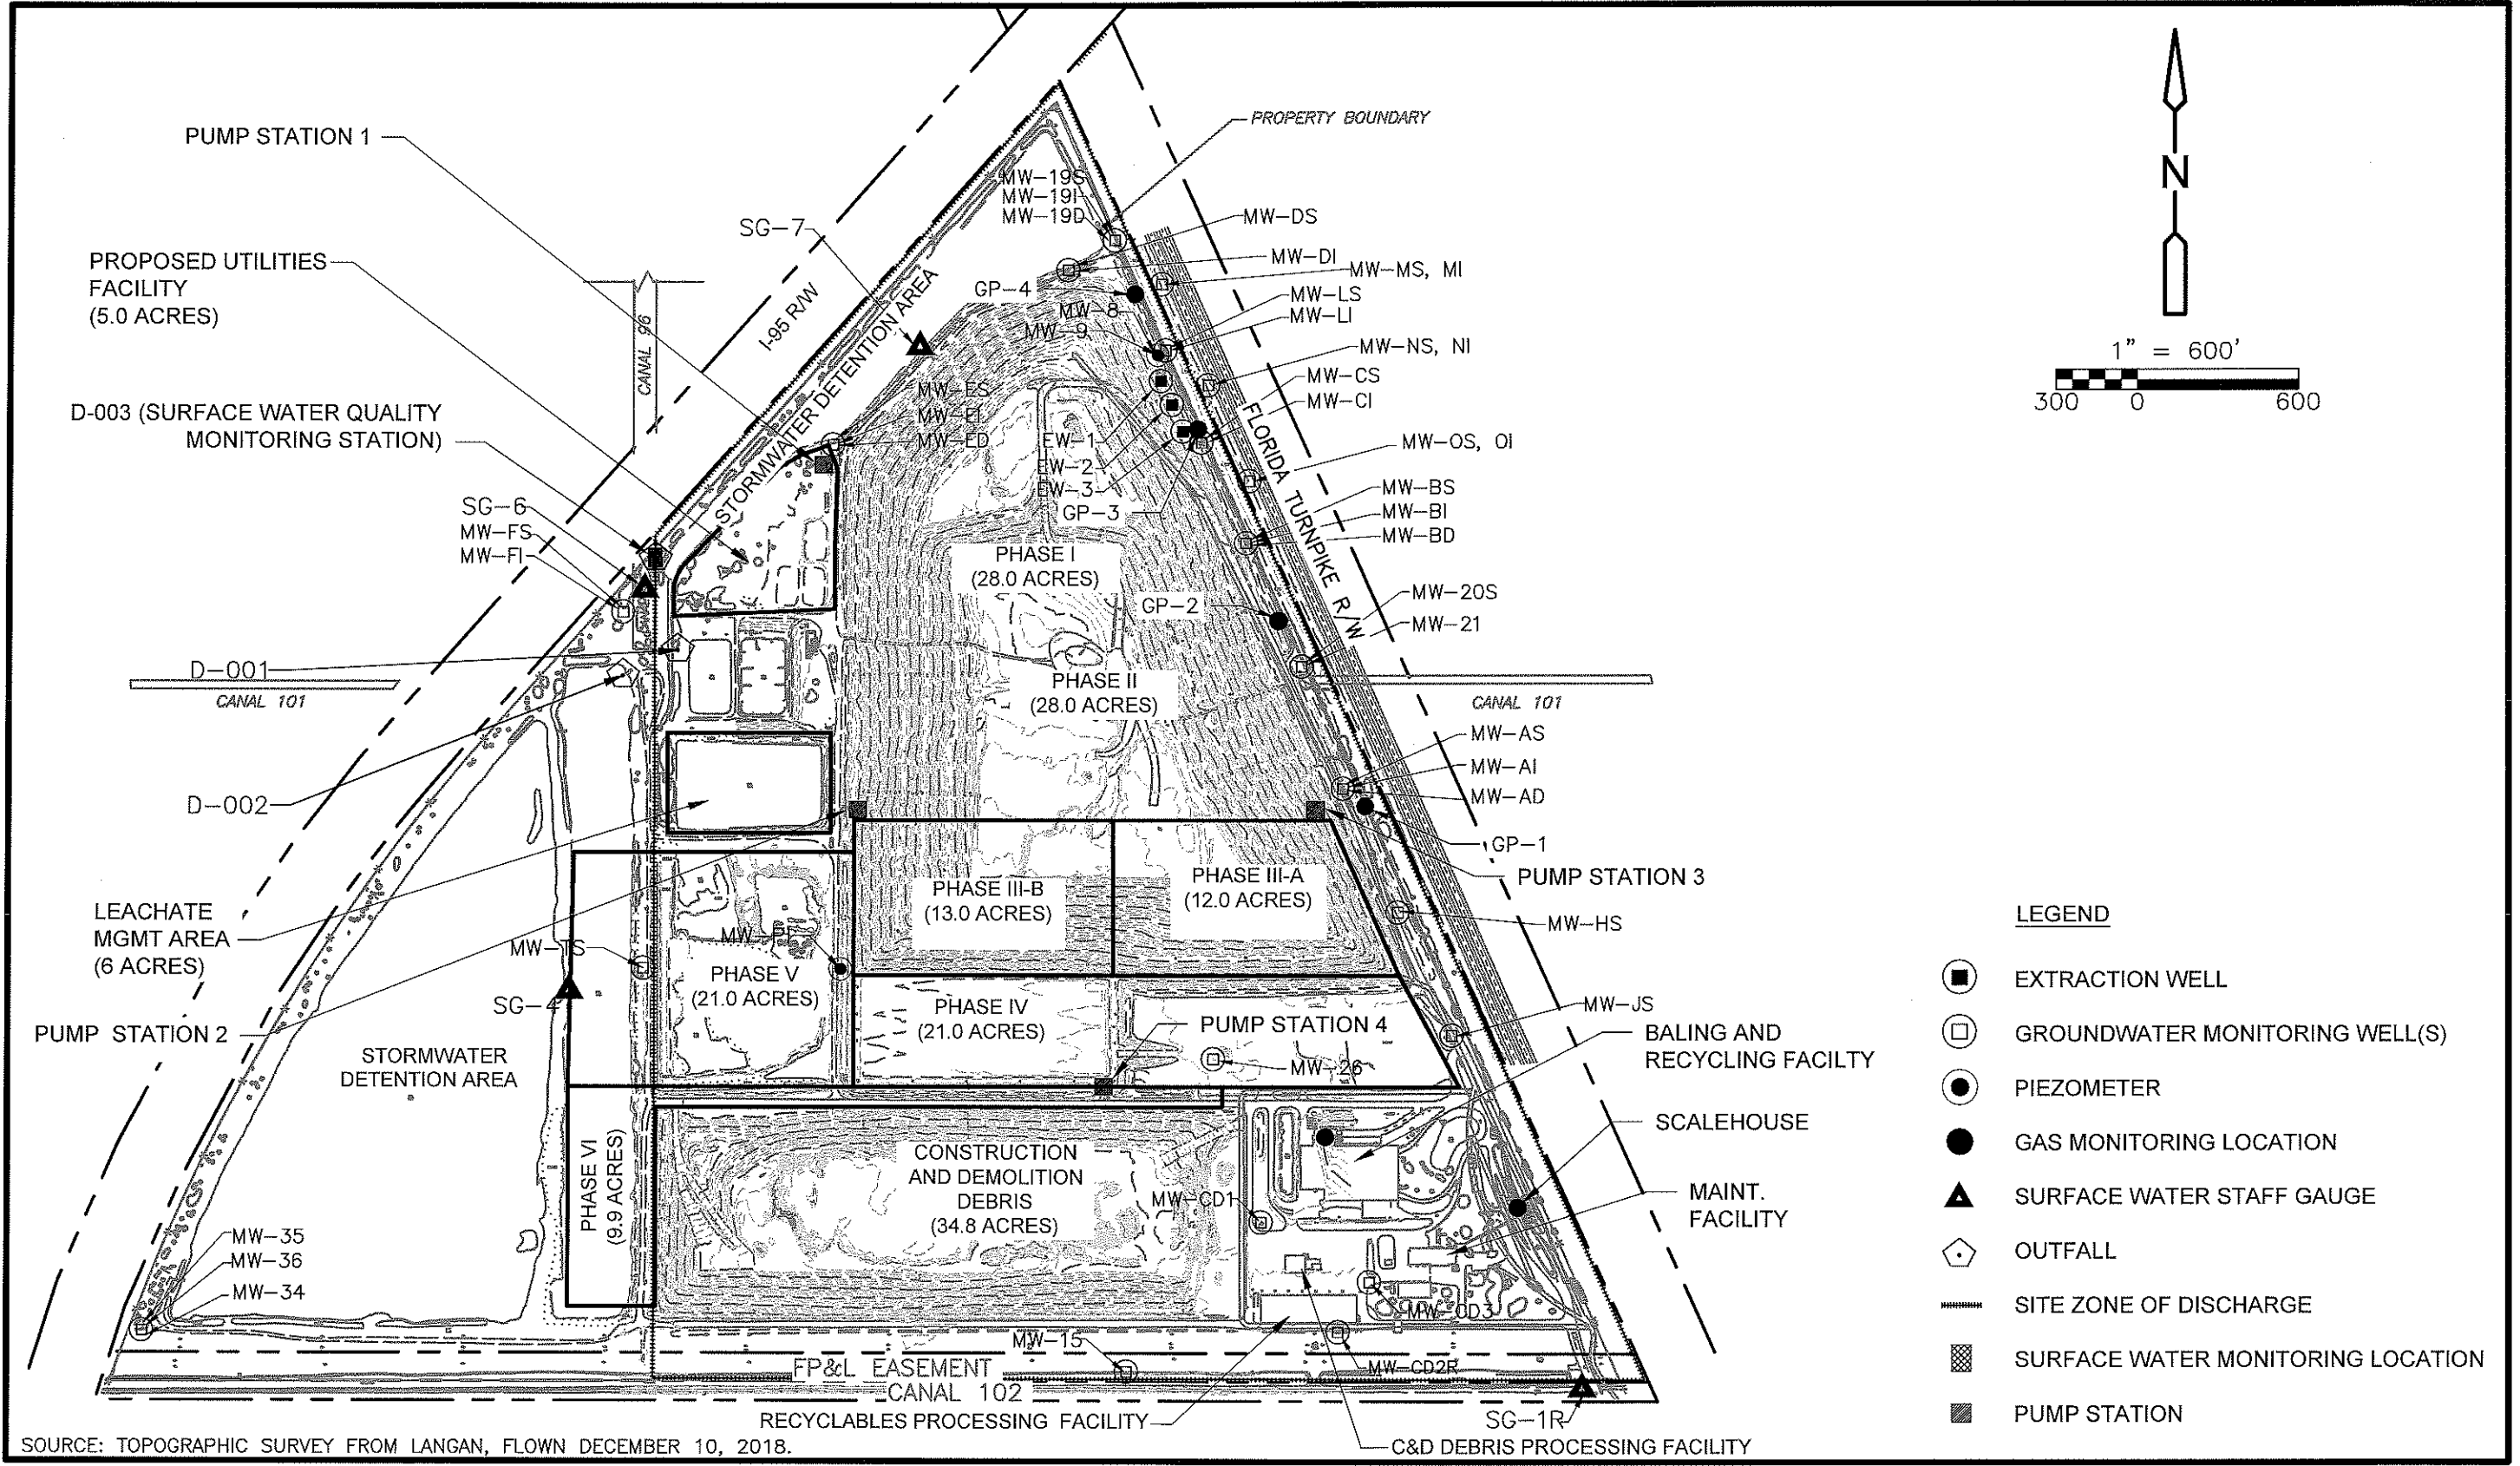 PROPERTY BOUNDARY
PUMP STATION 1
MW-19S
MW-19I
MW-19D
MW-DS
SG-7
MW-DI
MW-MS, MI
PROPOSED UTILITIES
FACILITY
(5.0 ACRES)
GP-4
MW-LS
MW-LI
MW-8
MW-9
I-95 R/W
CANAL 96
STORMWATER DETENTION AREA
MW-NS, NI
MW-CS
MW-CI
N
1" = 600'
300 0 600
D-003 (SURFACE WATER QUALITY
MONITORING STATION)
MW-ES
MW-EI
MW-ED
EW-1
EW-2
EW-3
GP-3
FLORIDA TURNPIKE R/W
MW-OS, OI
MW-BS
MW-BI
MW-BD
SG-6
MW-FS
MW-FI
PHASE I
(28.0 ACRES)
GP-2
MW-20S
MW-21
D-001
CANAL 101
PHASE II
(28.0 ACRES)
CANAL 101
D-002
MW-AS
MW-AI
MW-AD
GP-1
PUMP STATION 3
LEACHATE
MGMT AREA
(6 ACRES)
PHASE III-B
(13.0 ACRES)
PHASE III-A
(12.0 ACRES)
MW-HS
MW-TS
PHASE V
(21.0 ACRES)
SG-4
PHASE IV
(21.0 ACRES)
PUMP STATION 4
MW-26
MW-JS
PUMP STATION 2
STORMWATER
DETENTION AREA
BALING AND
RECYCLING FACILTY
SCALEHOUSE
PHASE VI
(9.9 ACRES)
CONSTRUCTION
AND DEMOLITION
DEBRIS
(34.8 ACRES)
MW-CD1
MAINT.
FACILITY
MW-35
MW-36
MW-34
MW-CD3
MW-15
MW-CD2R
FP&L EASEMENT
CANAL 102
RECYCLABLES PROCESSING FACILITY
SG-1R
C&D DEBRIS PROCESSING FACILITY
SOURCE: TOPOGRAPHIC SURVEY FROM LANGAN, FLOWN DECEMBER 10, 2018.
LEGEND
EXTRACTION WELL
GROUNDWATER MONITORING WELL(S)
PIEZOMETER
GAS MONITORING LOCATION
SURFACE WATER STAFF GAUGE
OUTFALL
SITE ZONE OF DISCHARGE
SURFACE WATER MONITORING LOCATION
PUMP STATION